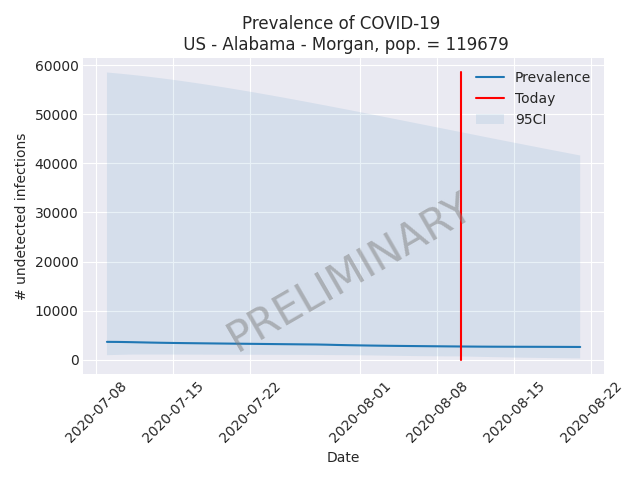 Prevalence of COVID-19
US - Alabama - Morgan, pop. = 119679
60000
50000
40000
30000
20000
10000
0
# undetected infections
Prevalence
Today
95CI
PRELIMINARY
2020-07-08
2020-07-15
2020-07-22
2020-08-01
2020-08-08
2020-08-15
2020-08-22
Date